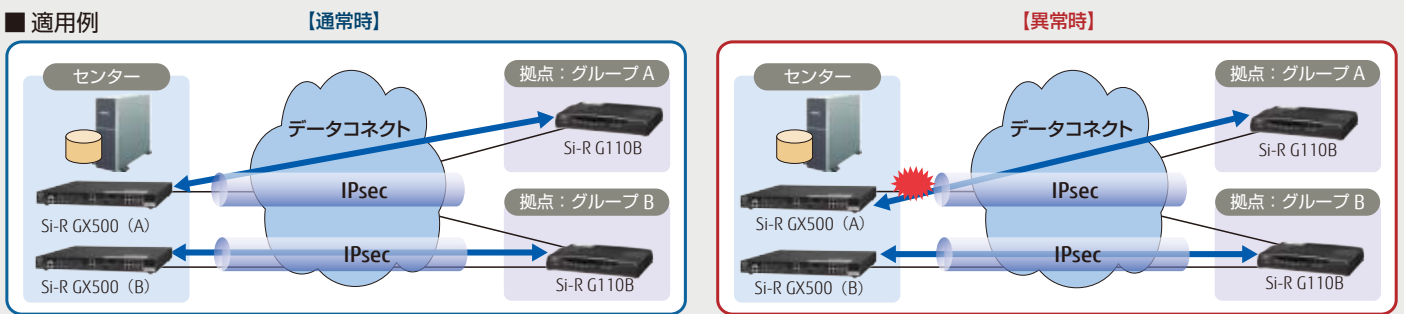 ■ 適用例
【通常時】
センター
データコネクト
拠点：グループ A
Si-R G110B
IPsec
Si-R GX500（A）
拠点：グループ B
IPsec
Si-R GX500（B）
Si-R G110B
【異常時】
センター
データコネクト
拠点：グループ A
Si-R G110B
IPsec
Si-R GX500（A）
拠点：グループ B
IPsec
Si-R GX500（B）
Si-R G110B